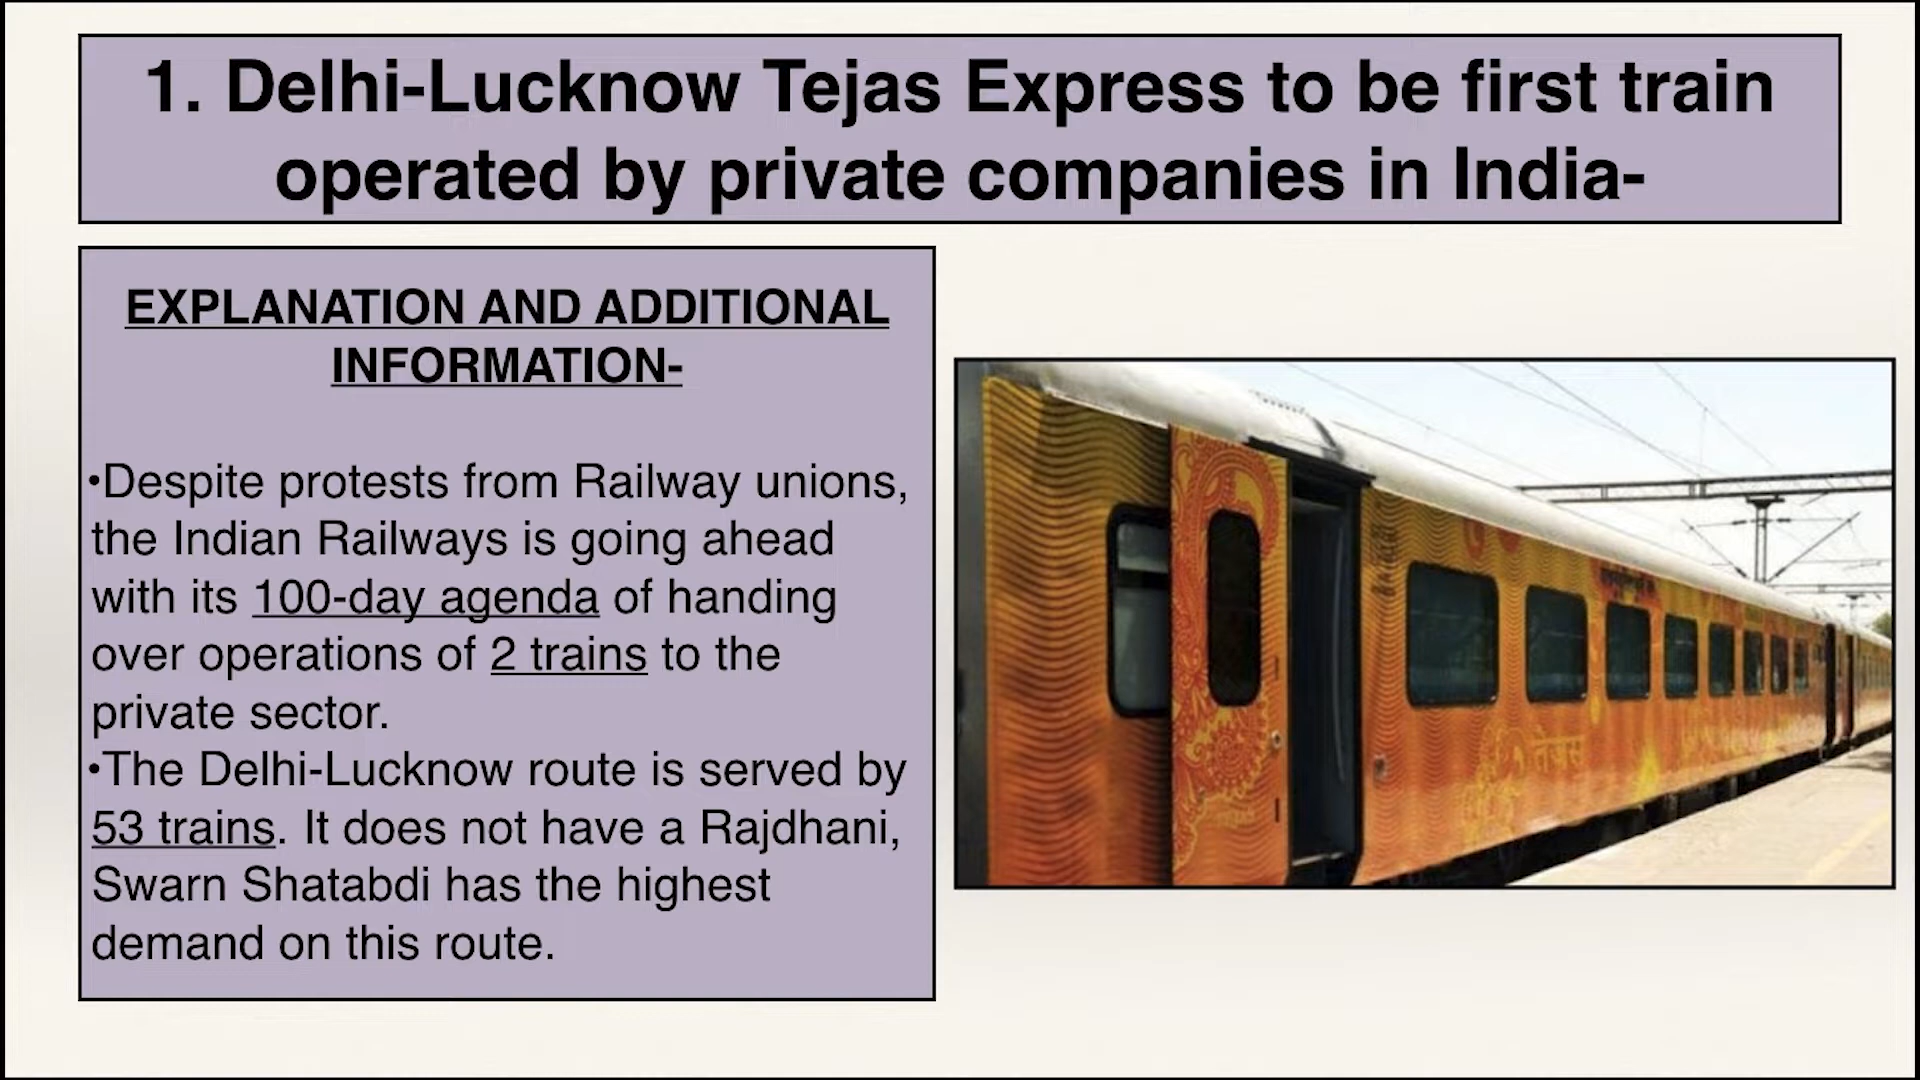 1. Delhi-Lucknow Tejas Express to be first train
operated by private companies in India-
EXPLANATION AND ADDITIONAL
INFORMATION-
•Despite protests from Railway unions,
the Indian Railways is going ahead
with its 100-day agenda of handing
over operations of 2 trains to the
private sector.
•The Delhi-Lucknow route is served by
53 trains. It does not have a Rajdhani,
Swarn Shatabdi has the highest
demand on this route.
तेजस